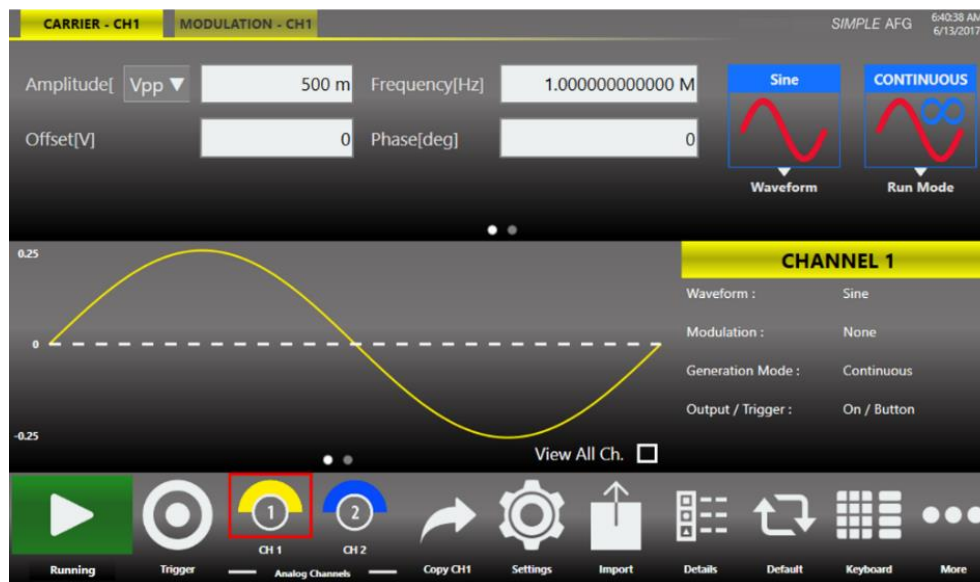 CARRIER - CH1
MODULATION - CH1
SIMPLE AFG
6:40:38 AM
6/13/2017
Amplitude[ Vpp ▼ 500 m
Frequency[Hz] 1.000000000000 M
Sine
CONTINUOUS
Offset[V] 0
Phase[deg] 0
Waveform
Run Mode
0.25
0
-0.25
CHANNEL 1
Waveform : Sine
Modulation : None
Generation Mode : Continuous
Output / Trigger : On / Button
View All Ch.
1
2
CH 1
CH 2
Running
Trigger
Analog Channels
Copy CH1
Settings
Import
Details
Default
Keyboard
More